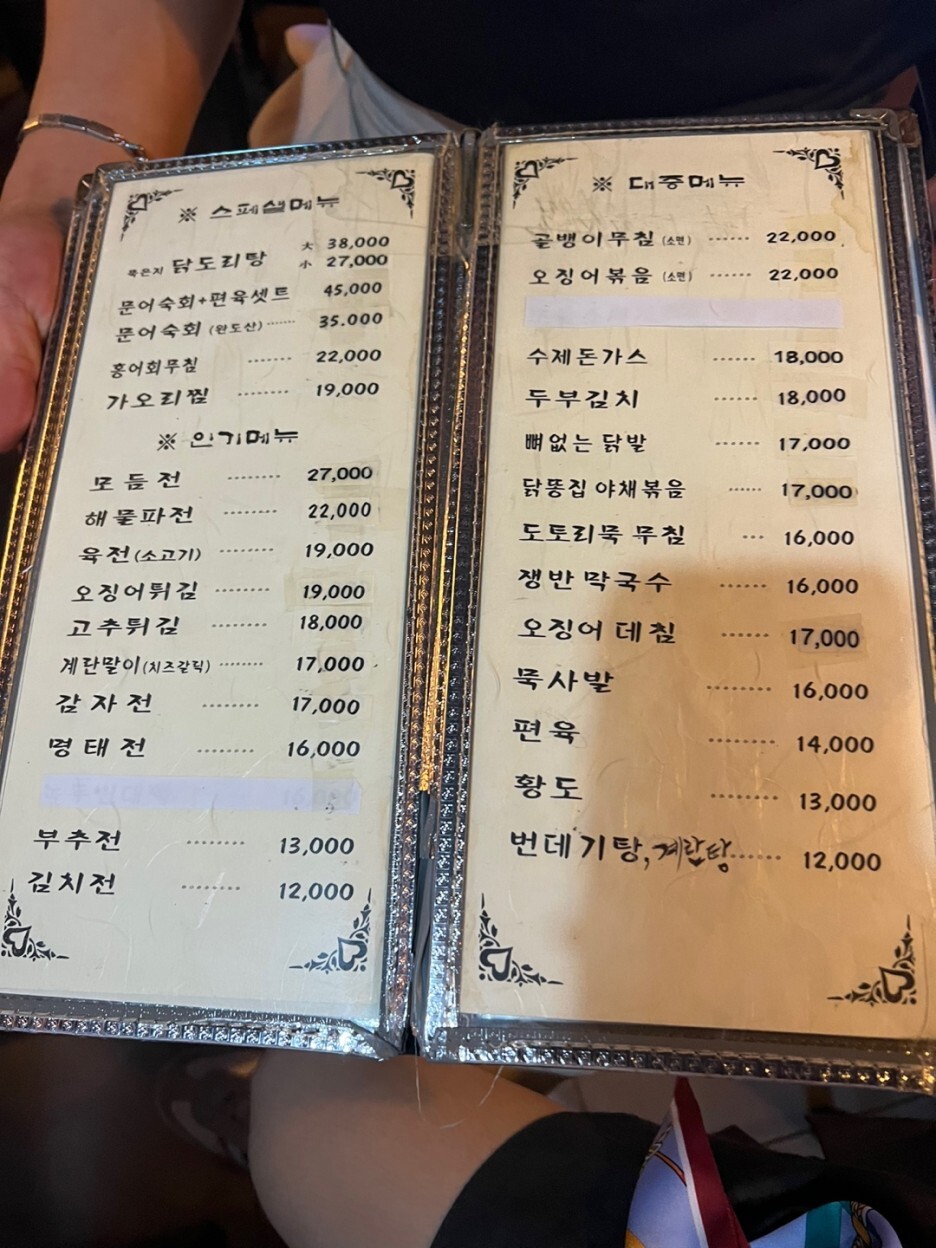 ※ 스페셜메뉴
묵은지 닭도리탕 大 38,000
小 27,000
문어숙회+편육셋트 45,000
문어숙회 (완도산) ······· 35.000
홍어회무침 ········ 22,000
가오리찜 ········· 19,000
※ 인기메뉴
모듬전 ········ 27,000
해물파전 ········ 22,000
육전(소고기) ········ 19,000
오징어튀김 ········ 19,000
고추튀김 ········ 18,000
계란말이(치즈갈릭) ········ 17,000
감자전 ········ 17,000
명태전 ········ 16,000
부추전 ········ 13,000
김치전 ········ 12,000
※ 대중메뉴
골뱅이무침 (소면) ······ 22,000
오징어볶음 (소면) ······ 22,000
수제돈가스 ······ 18,000
두부김치 ······ 18,000
뼈없는 닭발 ······ 17,000
닭똥집 야채볶음 ······ 17,000
도토리묵 무침 ··· 16,000
쟁반 막국수 ······· 16,000
오징어 데침 ······· 17,000
묵사발 ········ 16,000
편육 ········ 14,000
황도 ········ 13,000
번데기탕, 계란탕 ······ 12,000